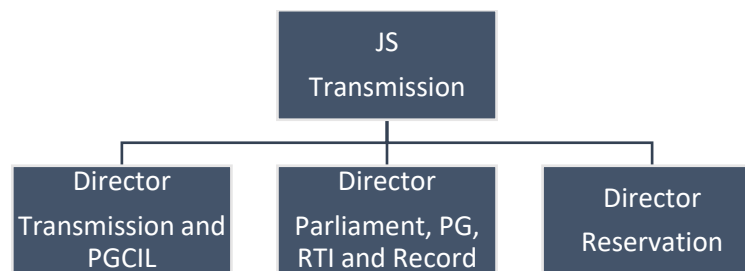 JS
Transmission
Director
Transmission and
PGCIL
Director
Parliament, PG,
RTI and Record
Director
Reservation